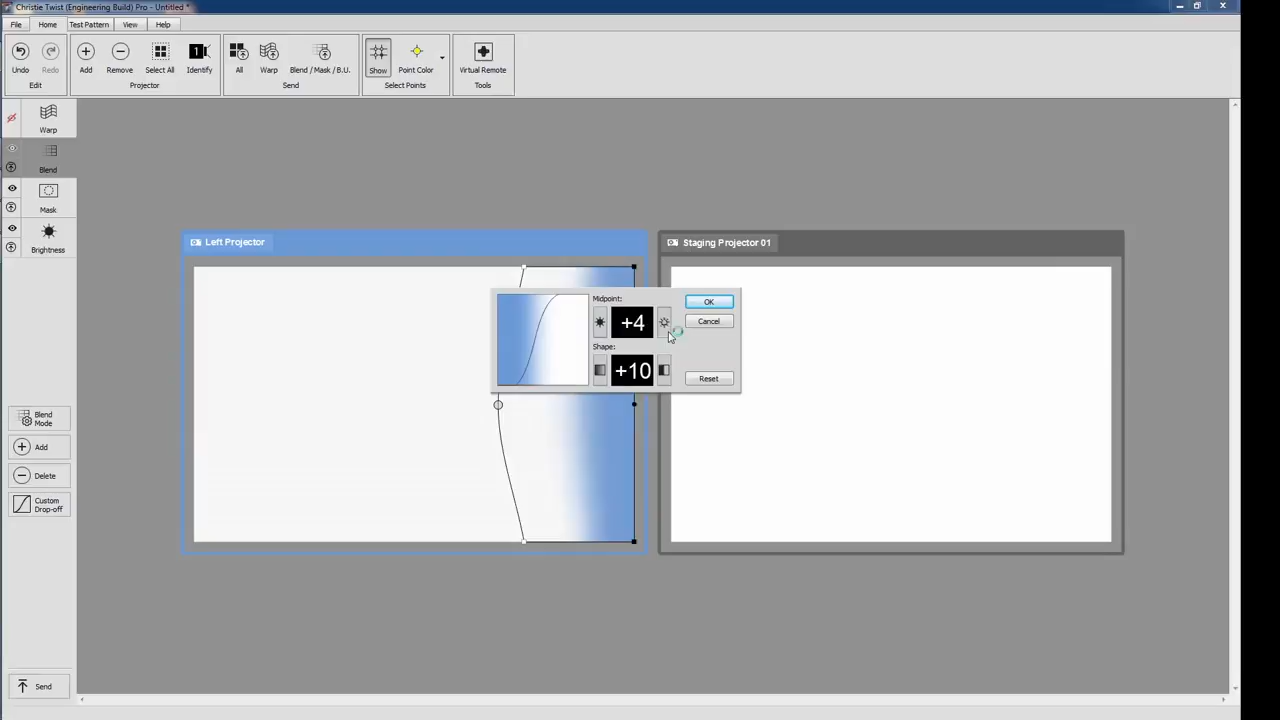 Christie Twist (Engineering Build) Pro - Untitled *
File Home Test Pattern View Help
Undo Redo Add Remove Select All 1 Identify All Warp Blend / Mask / B.U. Show Point Color Virtual Remote
Edit Projector Send Select Points Tools
Warp
Blend
Mask
Brightness
Left Projector
Staging Projector 01
Midpoint:
+4
OK
Cancel
Shape:
+10
Reset
Blend
Mode
Add
Delete
Custom
Drop-off
Send